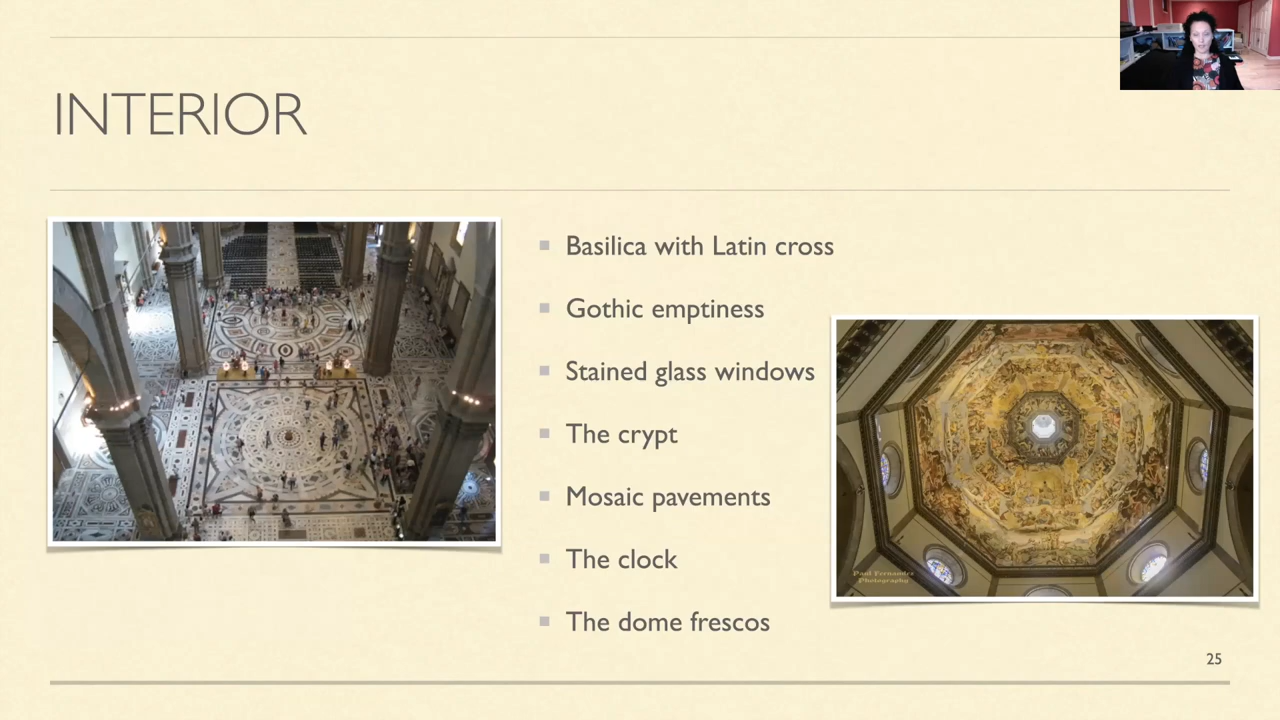 INTERIOR
Basilica with Latin cross
Gothic emptiness
Stained glass windows
The crypt
Mosaic pavements
The clock
The dome frescos
Paul Fernandes
Photography
25